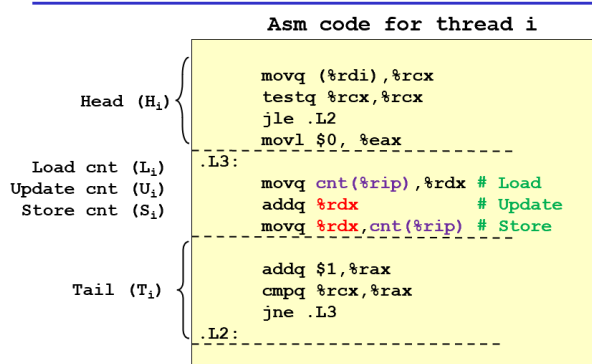 Asm code for thread i
Head (Hi)
movq (%rdi),%rcx
testq %rcx,%rcx
jle .L2
movl $0, %eax
Load cnt (Li)
Update cnt (Ui)
Store cnt (Si)
.L3:
movq cnt(%rip),%rdx # Load
addq %rdx # Update
movq %rdx,cnt(%rip) # Store
Tail (Ti)
addq $1,%rax
cmpq %rcx,%rax
jne .L3
.L2: